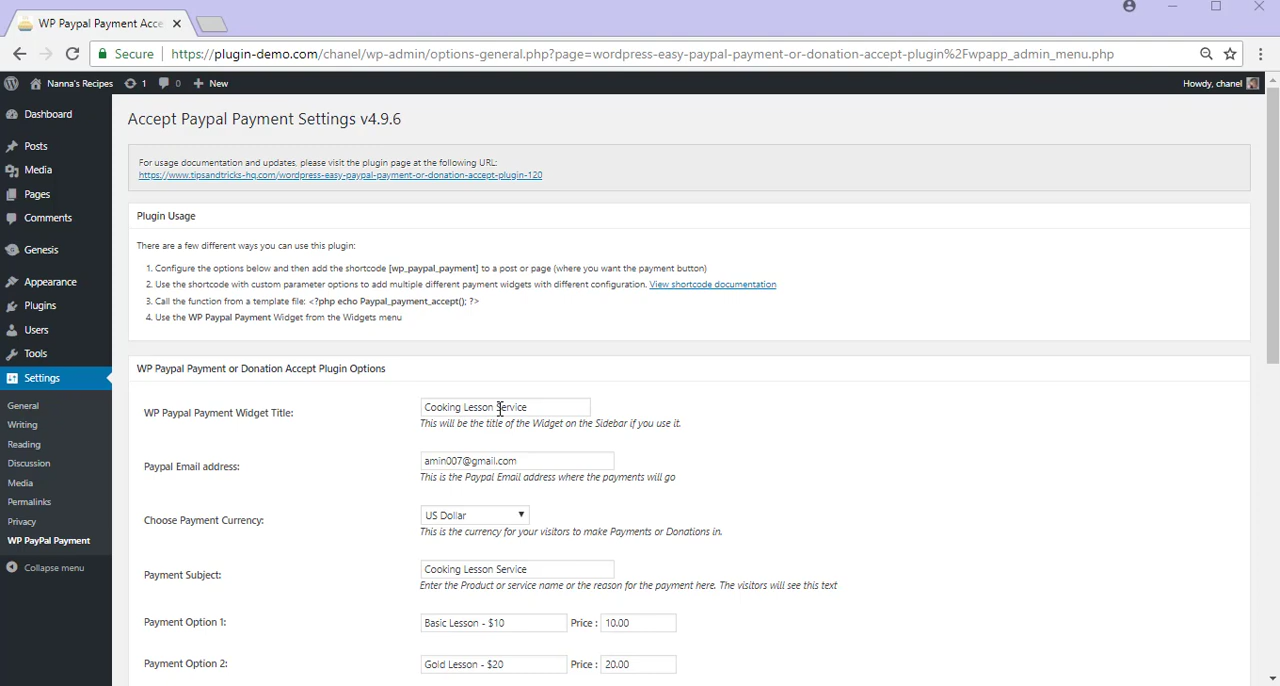 WP Paypal Payment Acce
Secure https://plugin-demo.com/chanel/wp-admin/options-general.php?page=wordpress-easy-paypal-payment-or-donation-accept-plugin%2Fwpapp_admin_menu.php
Nanna's Recipes 1 0 + New Howdy, chanel
Dashboard
Posts
Media
Pages
Comments
Genesis
Appearance
Plugins
Users
Tools
Settings
General
Writing
Reading
Discussion
Media
Permalinks
Privacy
WP PayPal Payment
Collapse menu
Accept Paypal Payment Settings v4.9.6
For usage documentation and updates, please visit the plugin page at the following URL:
https://www.tipsandtricks-hq.com/wordpress-easy-paypal-payment-or-donation-accept-plugin-120
Plugin Usage
There are a few different ways you can use this plugin:
1. Configure the options below and then add the shortcode [wp_paypal_payment] to a post or page (where you want the payment button)
2. Use the shortcode with custom parameter options to add multiple different payment widgets with different configuration. View shortcode documentation
3. Call the function from a template file: <?php echo Paypal_payment_accept(); ?>
4. Use the WP Paypal Payment Widget from the Widgets menu
WP Paypal Payment or Donation Accept Plugin Options
WP Paypal Payment Widget Title: Cooking Lesson Service
This will be the title of the Widget on the Sidebar if you use it.
Paypal Email address: amin007@gmail.com
This is the Paypal Email address where the payments will go
Choose Payment Currency: US Dollar
This is the currency for your visitors to make Payments or Donations in.
Payment Subject: Cooking Lesson Service
Enter the Product or service name or the reason for the payment here. The visitors will see this text
Payment Option 1: Basic Lesson - $10 Price : 10.00
Payment Option 2: Gold Lesson - $20 Price : 20.00